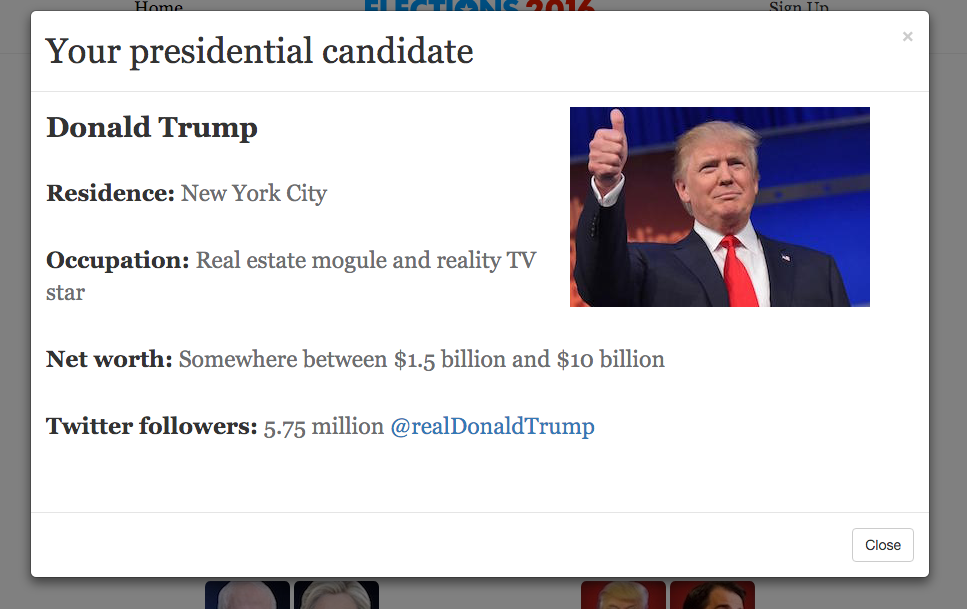 Home
ELECTIONS 2016
Sign Up
Your presidential candidate
×
Donald Trump
Residence: New York City
Occupation: Real estate mogule and reality TV
star
Net worth: Somewhere between $1.5 billion and $10 billion
Twitter followers: 5.75 million @realDonaldTrump
Close